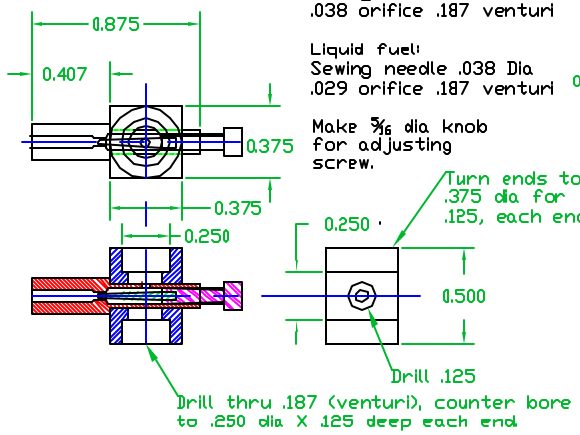 .038 orifice .187 venturi
Liquid fuel:
Sewing needle .038 Dia
.029 orifice .187 venturi
Make 5/16 dia knob
for adjusting
screw.
0.875
0.407
0.375
0.375
0.250
Turn ends to
.375 dia for
.125, each end
0.250
0.500
Drill .125
Drill thru .187 (venturi), counter bore
to .250 dia X .125 deep each end